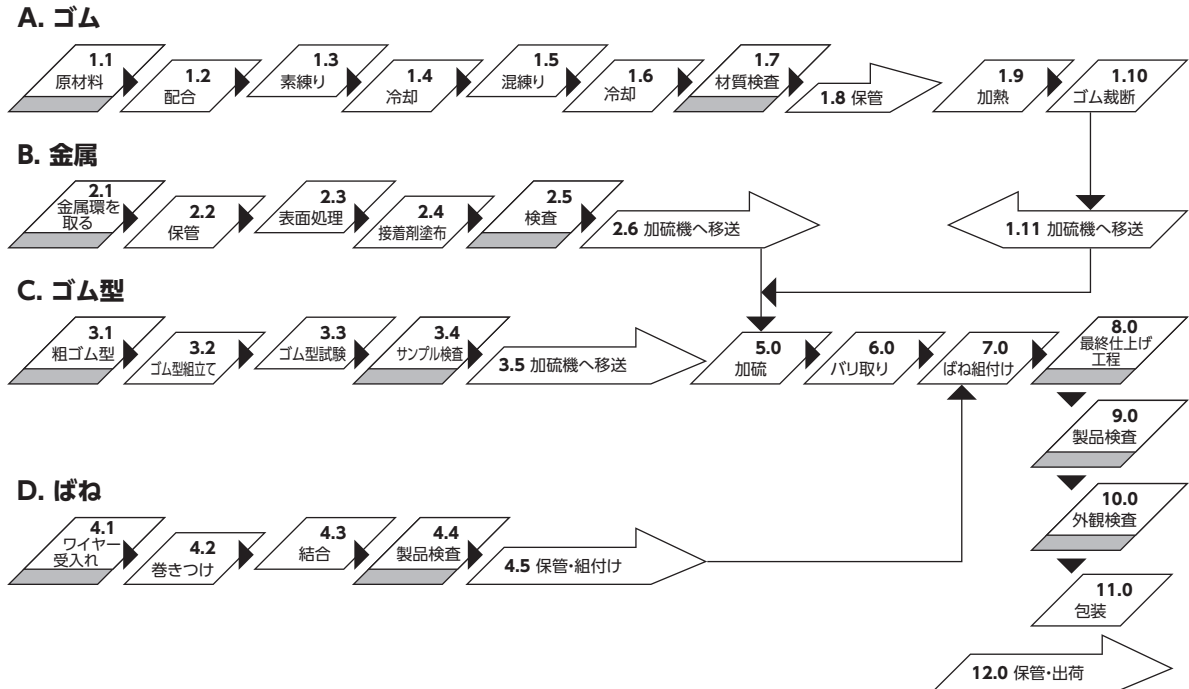 A. ゴム
1.1
原材料
1.2
配合
1.3
素練り
1.4
冷却
1.5
混練り
1.6
冷却
1.7
材質検査
1.8 保管
1.9
加熱
1.10
ゴム裁断
B. 金属
2.1
金属環を
取る
2.2
保管
2.3
表面処理
2.4
接着剤塗布
2.5
検査
2.6 加硫機へ移送
1.11 加硫機へ移送
C. ゴム型
3.1
粗ゴム型
3.2
ゴム型組立て
3.3
ゴム型試験
3.4
サンプル検査
3.5 加硫機へ移送
5.0
加硫
6.0
バリ取り
7.0
ばね組付け
8.0
最終仕上げ
工程
9.0
製品検査
10.0
外観検査
11.0
包装
12.0 保管・出荷
D. ばね
4.1
ワイヤー
受入れ
4.2
巻きつけ
4.3
結合
4.4
製品検査
4.5 保管・組付け